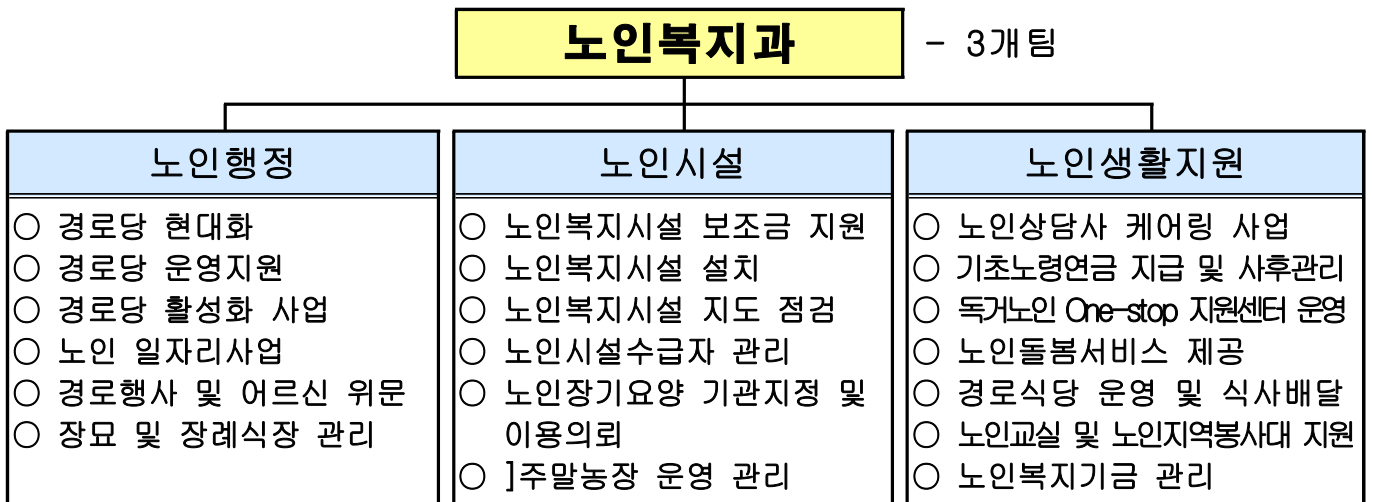 노인복지과 - 3개팀
노인행정
○ 경로당 현대화
○ 경로당 운영지원
○ 경로당 활성화 사업
○ 노인 일자리사업
○ 경로행사 및 어르신 위문
○ 장묘 및 장례식장 관리
노인시설
○ 노인복지시설 보조금 지원
○ 노인복지시설 설치
○ 노인복지시설 지도 점검
○ 노인시설수급자 관리
○ 노인장기요양 기관지정 및
이용의뢰
○ ]주말농장 운영 관리
노인생활지원
○ 노인상담사 케어링 사업
○ 기초노령연금 지급 및 사후관리
○ 독거노인 One-stop 지원센터 운영
○ 노인돌봄서비스 제공
○ 경로식당 운영 및 식사배달
○ 노인교실 및 노인지역봉사대 지원
○ 노인복지기금 관리